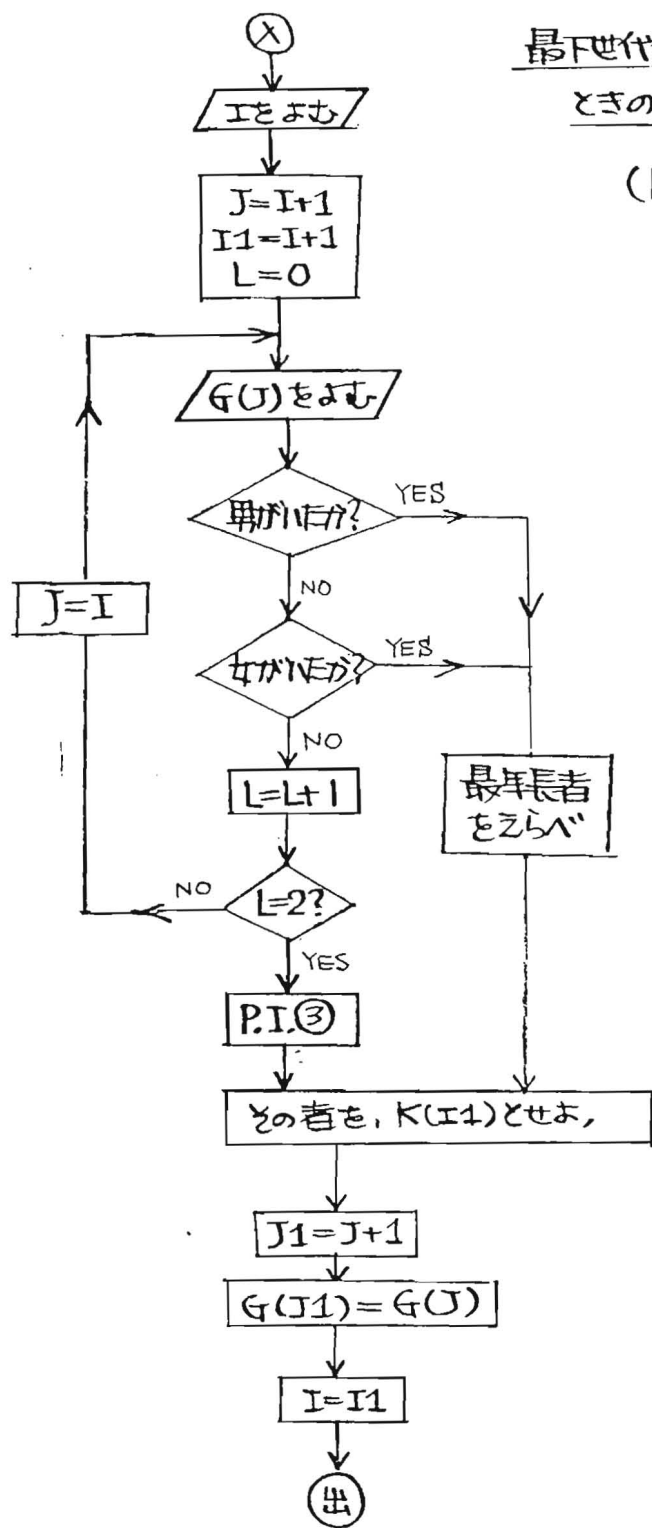 X
最下世代
ときの
(
Iをよむ
J=I+1
I1=I+1
L=0
G(J)をよむ
男がいたか?
YES
NO
J=I
女がいたか?
YES
NO
L=L+1
最年長者
をえらべ
L=2?
NO
YES
P.I.③
その者を,K(I1)とせよ,
J1=J+1
G(J1)=G(J)
I=I1
出